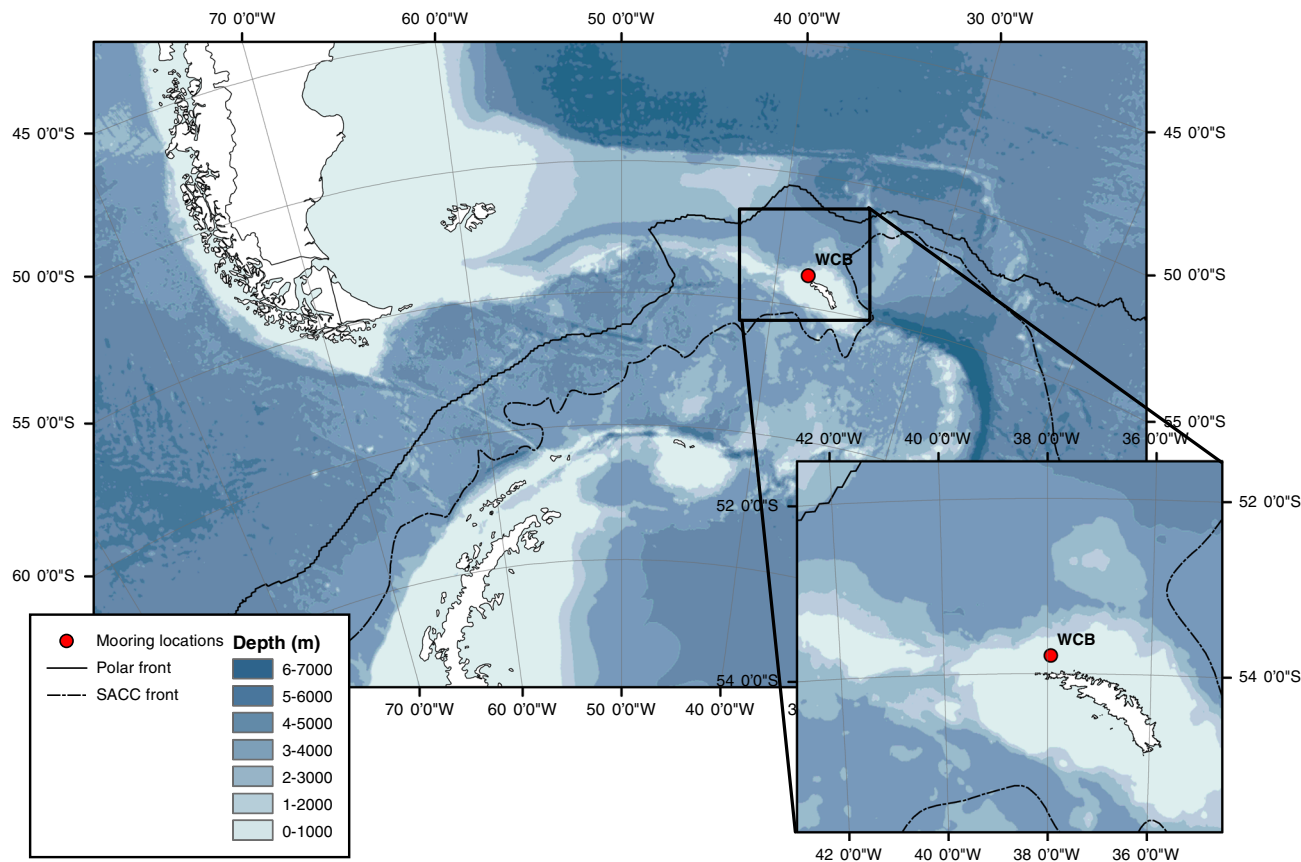 70 0'0"W
60 0'0"W
50 0'0"W
40 0'0"W
30 0'0"W
45 0'0"S
45 0'0"S
WCB
50 0'0"S
50 0'0"S
55 0'0"S
55 0'0"S
60 0'0"S
42 0'0"W
40 0'0"W
38 0'0"W
36 0'0"W
52 0'0"S
52 0'0"S
WCB
54 0'0"S
54 0'0"S
70 0'0"W
60 0'0"W
50 0'0"W
40 0'0"W
3
42 0'0"W
40 0'0"W
38 0'0"W
36 0'0"W
Mooring locations
Polar front
SACC front
Depth (m)
6-7000
5-6000
4-5000
3-4000
2-3000
1-2000
0-1000